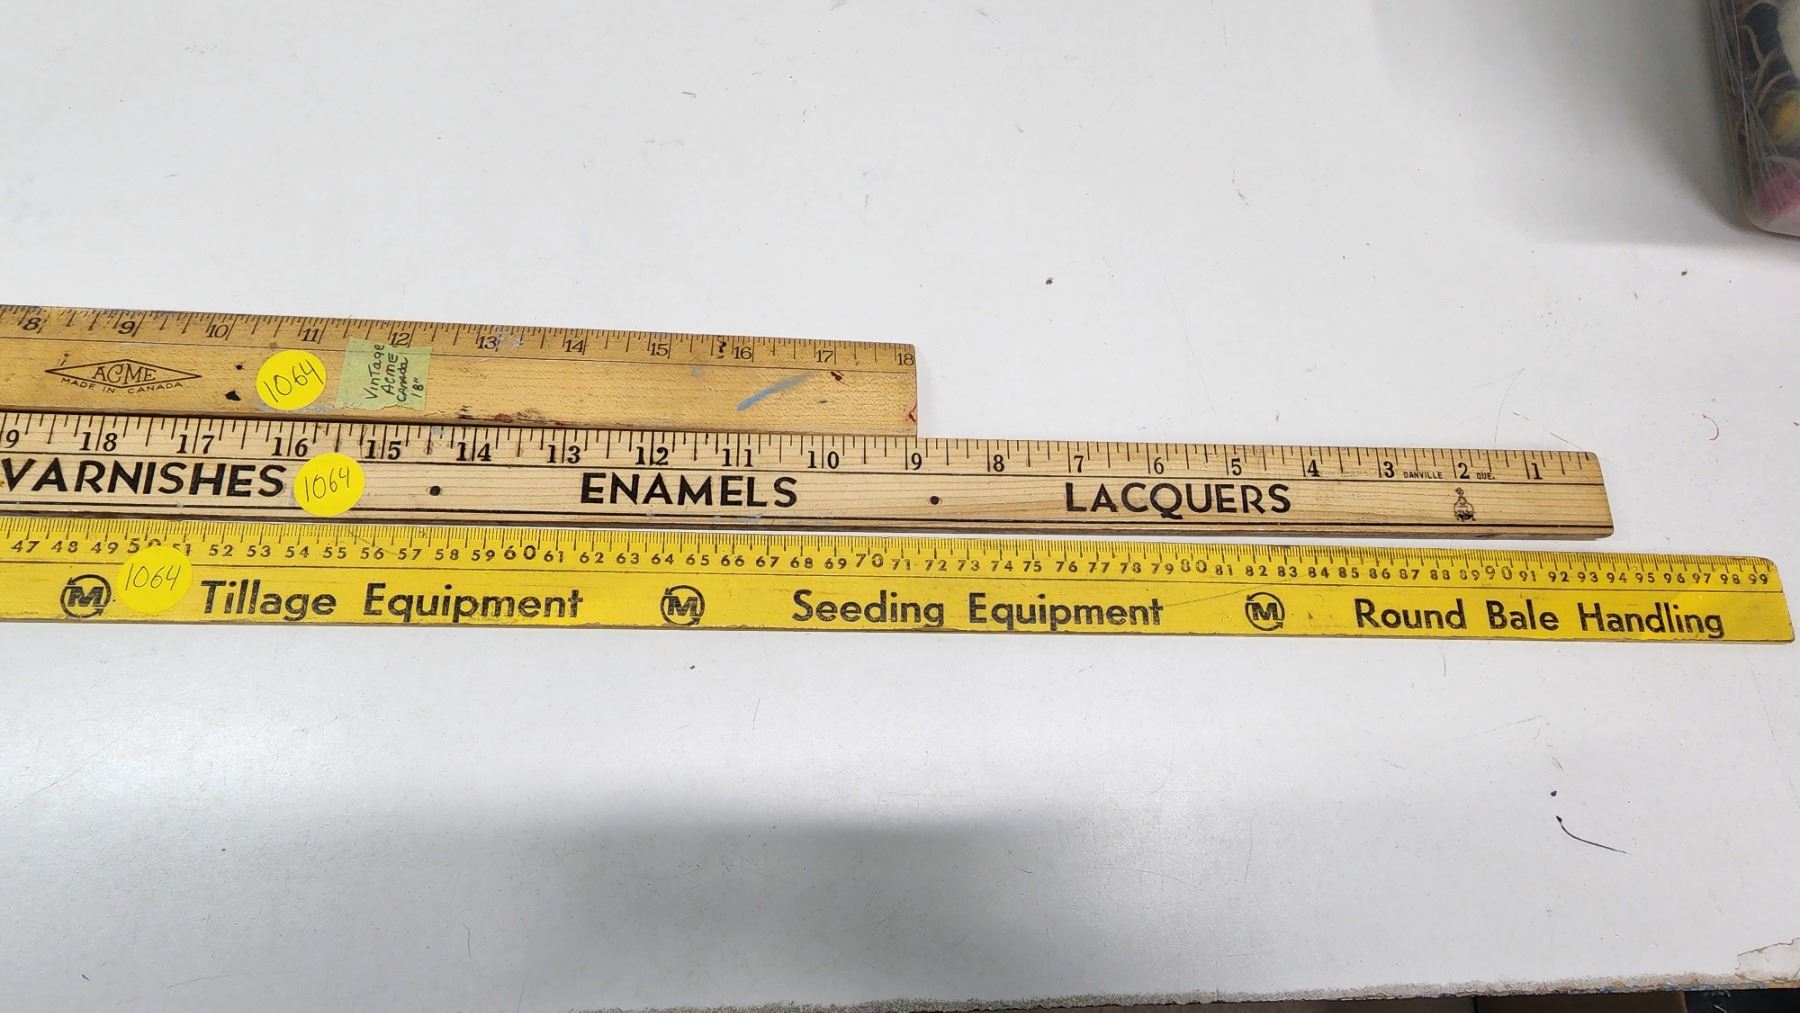 8 9 10 11 12 13 14 15 16 17 18
ACME
MADE IN CANADA
1064
VINTAGE
ACME
Canada
18"
9 18 17 16 15 14 13 12 11 10 9 8 7 6 5 4 3 DANVILLE 2 QUE. 1
VARNISHES 1064 • ENAMELS • LACQUERS
47 48 49 50 51 52 53 54 55 56 57 58 59 60 61 62 63 64 65 66 67 68 69 70 71 72 73 74 75 76 77 78 79 80 81 82 83 84 85 86 87 88 89 90 91 92 93 94 95 96 97 98 99
M 1064 Tillage Equipment M Seeding Equipment M Round Bale Handling